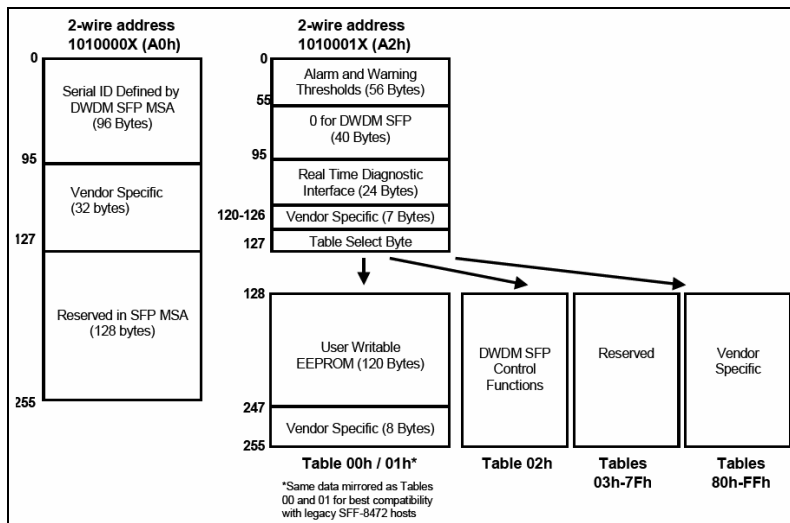 2-wire address
1010000X (A0h)
0
Serial ID Defined by
DWDM SFP MSA
(96 Bytes)
95
Vendor Specific
(32 bytes)
127
Reserved in SFP MSA
(128 bytes)
255
2-wire address
1010001X (A2h)
0
Alarm and Warning
Thresholds (56 Bytes)
55
0 for DWDM SFP
(40 Bytes)
95
Real Time Diagnostic
Interface (24 Bytes)
120-126
Vendor Specific (7 Bytes)
127
Table Select Byte
128
User Writable
EEPROM (120 Bytes)
247
Vendor Specific (8 Bytes)
255
Table 00h / 01h*
*Same data mirrored as Tables
00 and 01 for best compatibility
with legacy SFF-8472 hosts
DWDM SFP
Control
Functions
Table 02h
Reserved
Tables
03h-7Fh
Vendor
Specific
Tables
80h-FFh